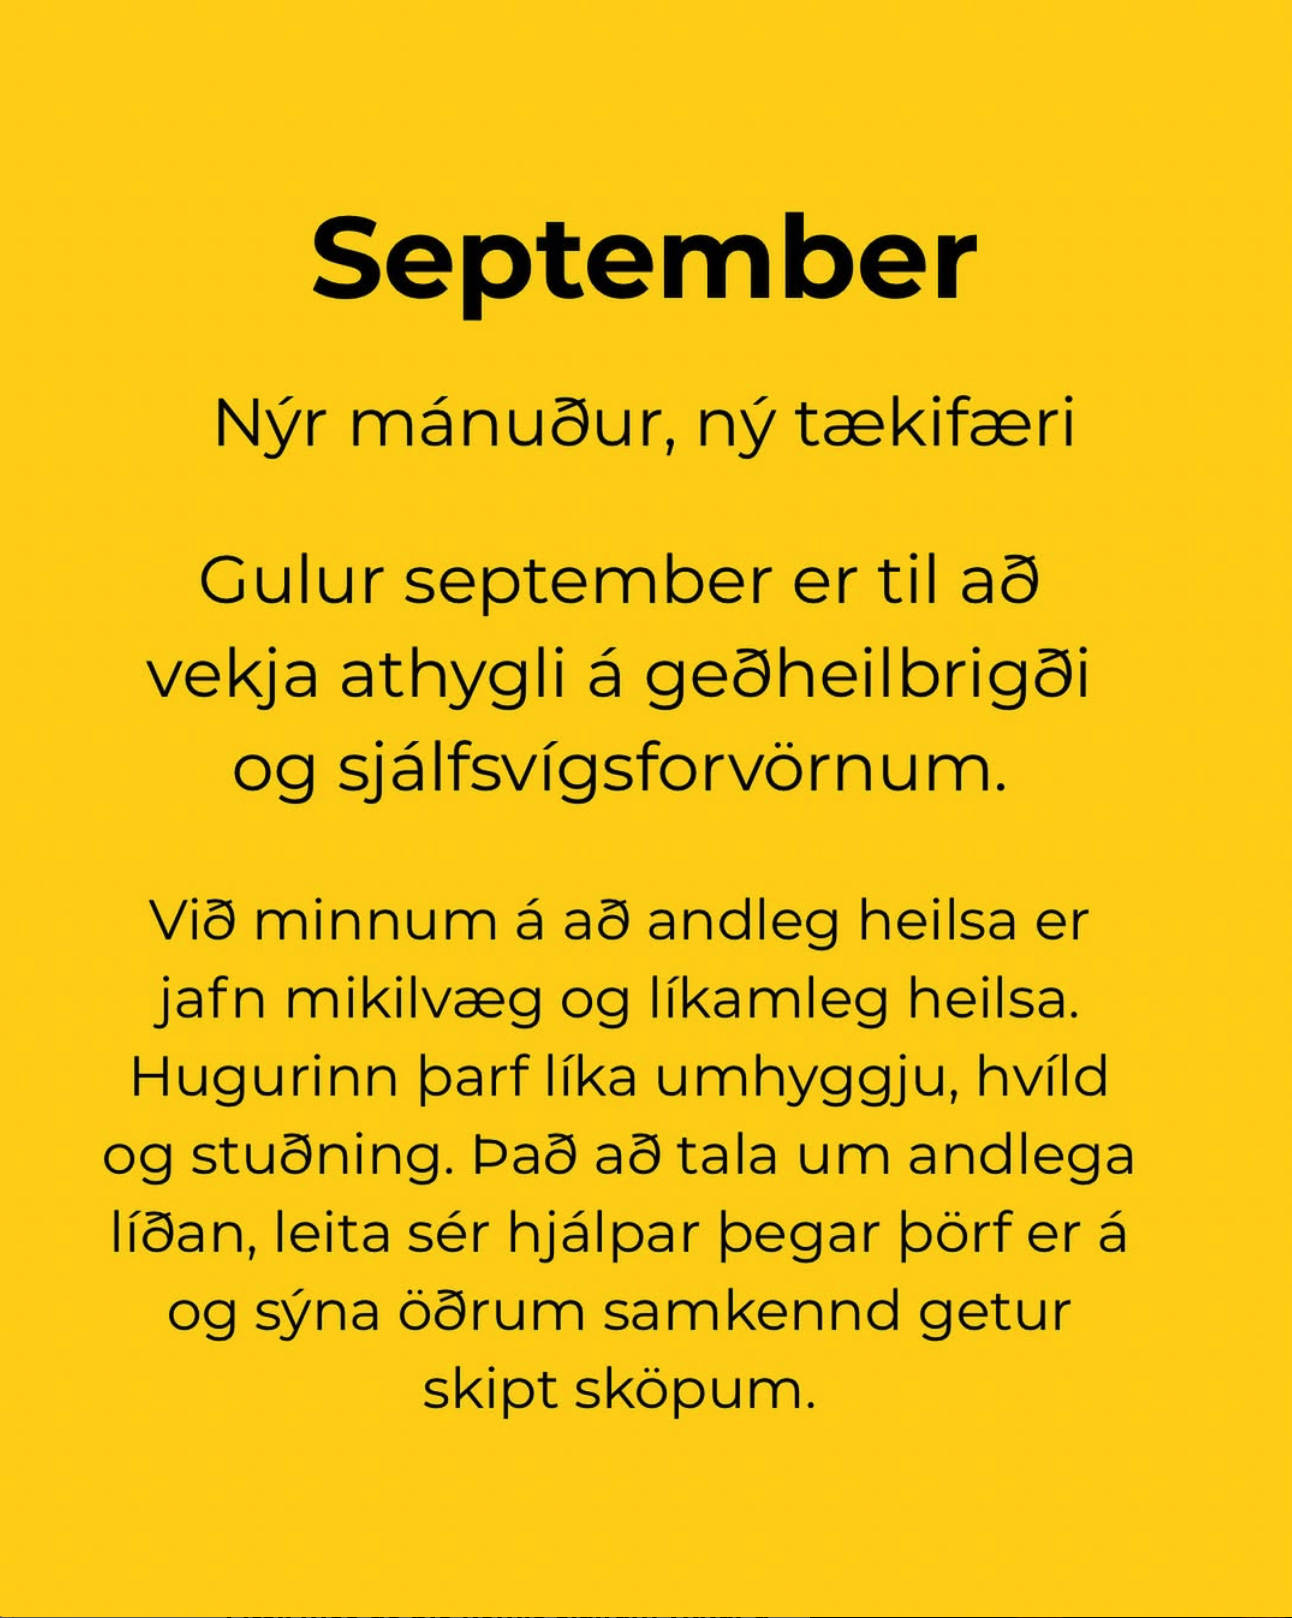 September
Nýr mánuður, ný tækifæri
Gulur september er til að
vekja athygli á geðheilbrigði
og sjálfsvígsforvörnum.
Við minnum á að andleg heilsa er
jafn mikilvæg og líkamleg heilsa.
Hugurinn þarf líka umhyggju, hvíld
og stuðning. Það að tala um andlega
líðan, leita sér hjálpar þegar þörf er á
og sýna öðrum samkennd getur
skipt sköpum.